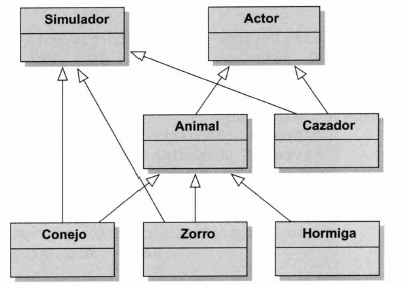 Simulador
Actor
Animal
Cazador
Conejo
Zorro
Hormiga